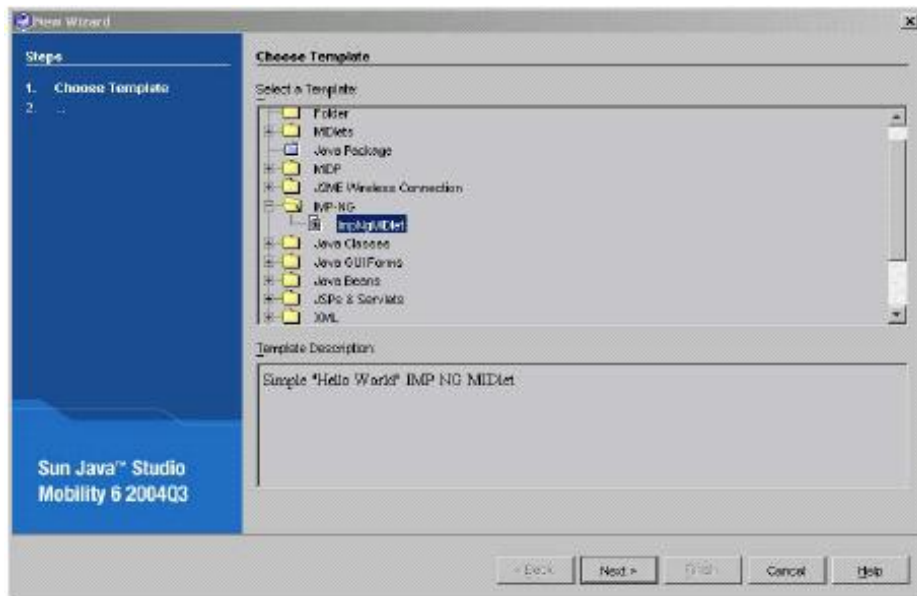 New Wizard
Steps
1. Choose Template
2. ...
Choose Template
Select a Template:
Folder
MIDlets
Java Package
MIDP
J2ME Wireless Connection
IMP-NG
ImpNgMIDlet
Java Classes
Java GUI Forms
Java Beans
JSPs & Servlets
XML
Template Description:
Simple "Hello World" IMP NG MIDlet
Sun Java™ Studio
Mobility 6 2004Q3
< Back
Next >
Finish
Cancel
Help